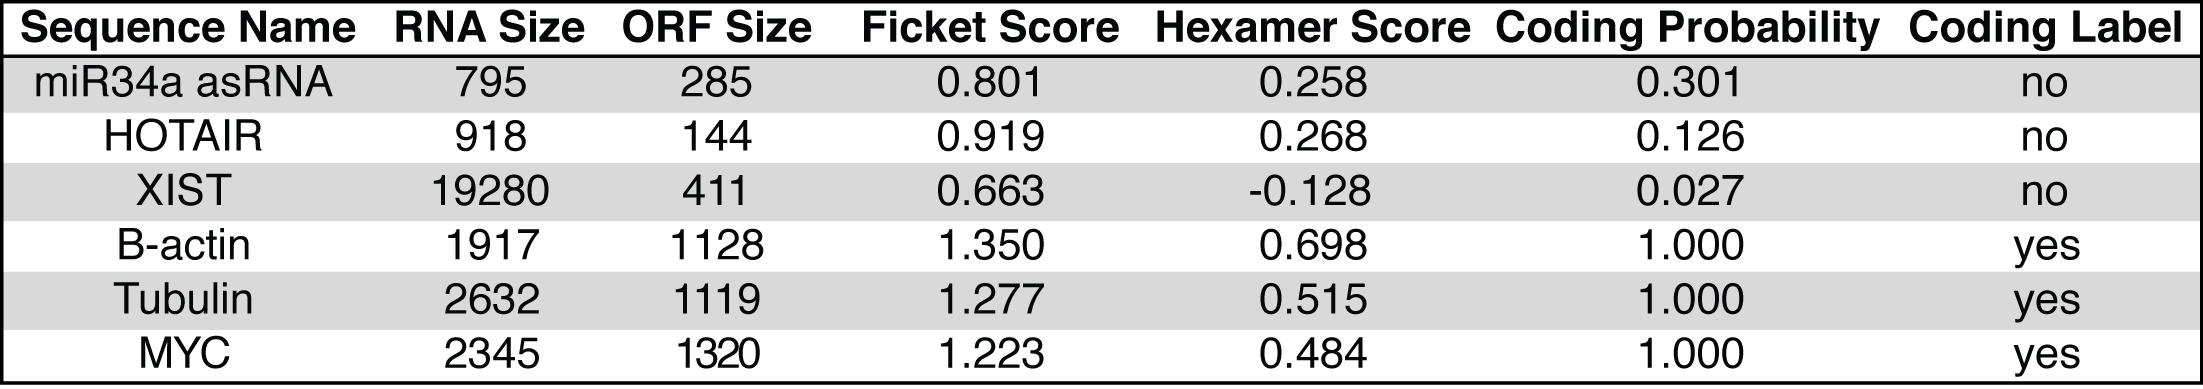 Sequence Name RNA Size ORF Size Ficket Score Hexamer Score Coding Probability Coding Label
miR34a asRNA 795 285 0.801 0.258 0.301 no
HOTAIR 918 144 0.919 0.268 0.126 no
XIST 19280 411 0.663 -0.128 0.027 no
B-actin 1917 1128 1.350 0.698 1.000 yes
Tubulin 2632 1119 1.277 0.515 1.000 yes
MYC 2345 1320 1.223 0.484 1.000 yes